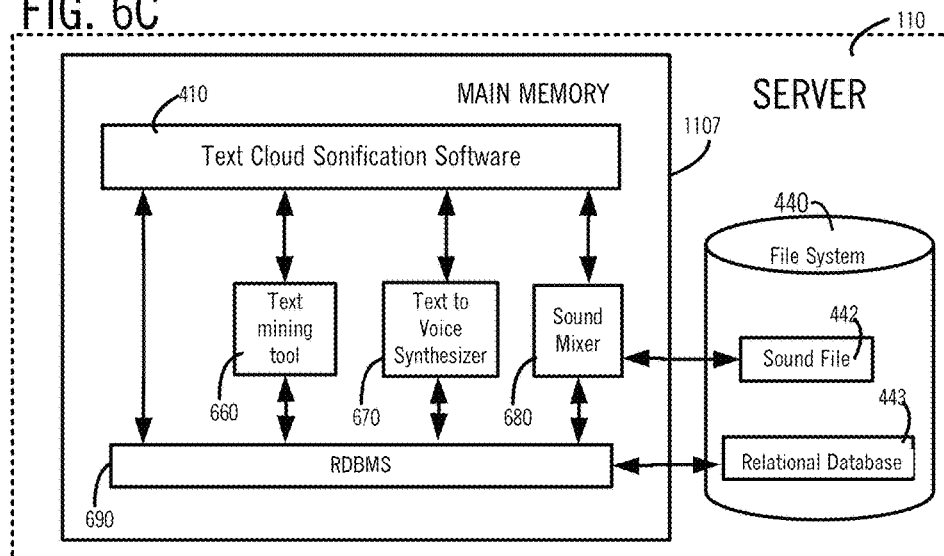 FIG. 6C
110
SERVER
MAIN MEMORY
410
1107
Text Cloud Sonification Software
440
File System
Text
mining
tool
Text to
Voice
Synthesizer
Sound
Mixer
442
Sound File
660
670
680
443
RDBMS
Relational Database
690